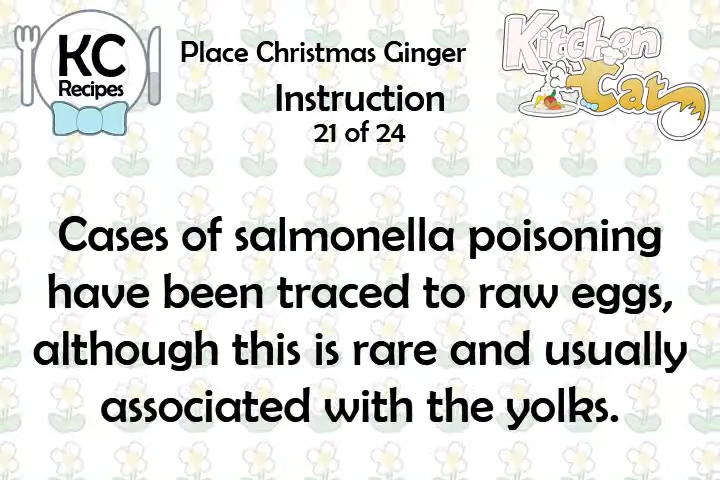 KC
Recipes
Place Christmas Ginger
Instruction
21 of 24
Kitchen
Cat
Cases of salmonella poisoning
have been traced to raw eggs,
although this is rare and usually
associated with the yolks.